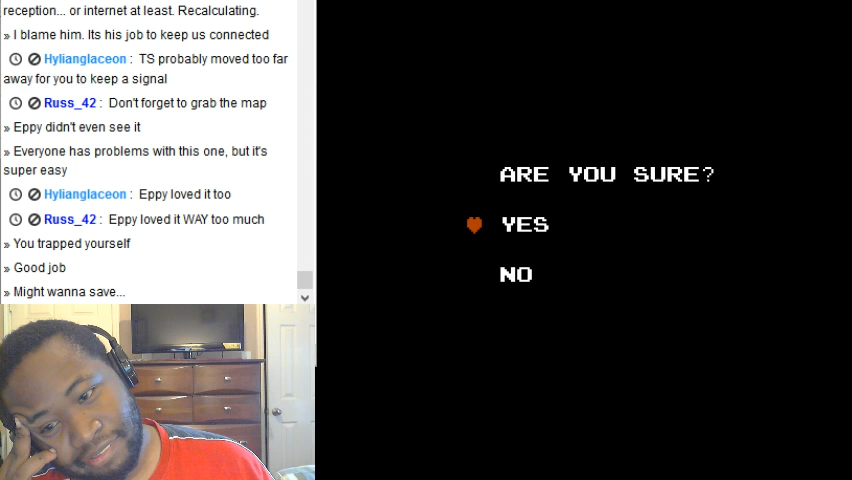 reception... or internet at least. Recalculating.
» I blame him. Its his job to keep us connected
Hylianglaceon : TS probably moved too far
away for you to keep a signal
Russ_42 : Don't forget to grab the map
» Eppy didn't even see it
» Everyone has problems with this one, but it's
super easy
Hylianglaceon : Eppy loved it too
Russ_42 : Eppy loved it WAY too much
» You trapped yourself
» Good job
» Might wanna save...
ARE YOU SURE?
YES
NO